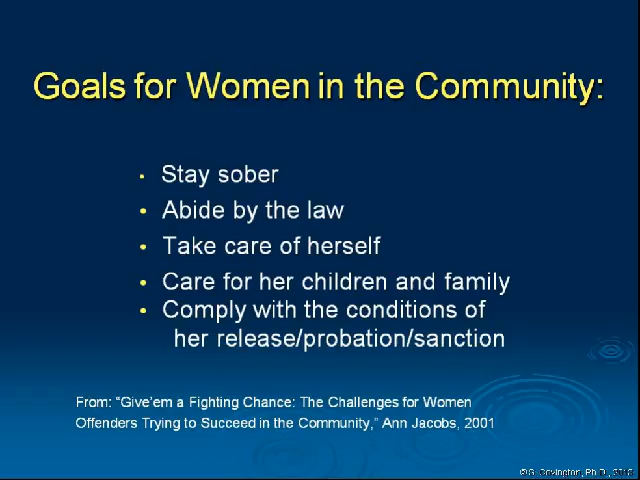 Goals for Women in the Community:
• Stay sober
• Abide by the law
• Take care of herself
• Care for her children and family
• Comply with the conditions of
her release/probation/sanction
From: “Give’em a Fighting Chance: The Challenges for Women
Offenders Trying to Succeed in the Community,” Ann Jacobs, 2001
© S. Covington, Ph.D.,